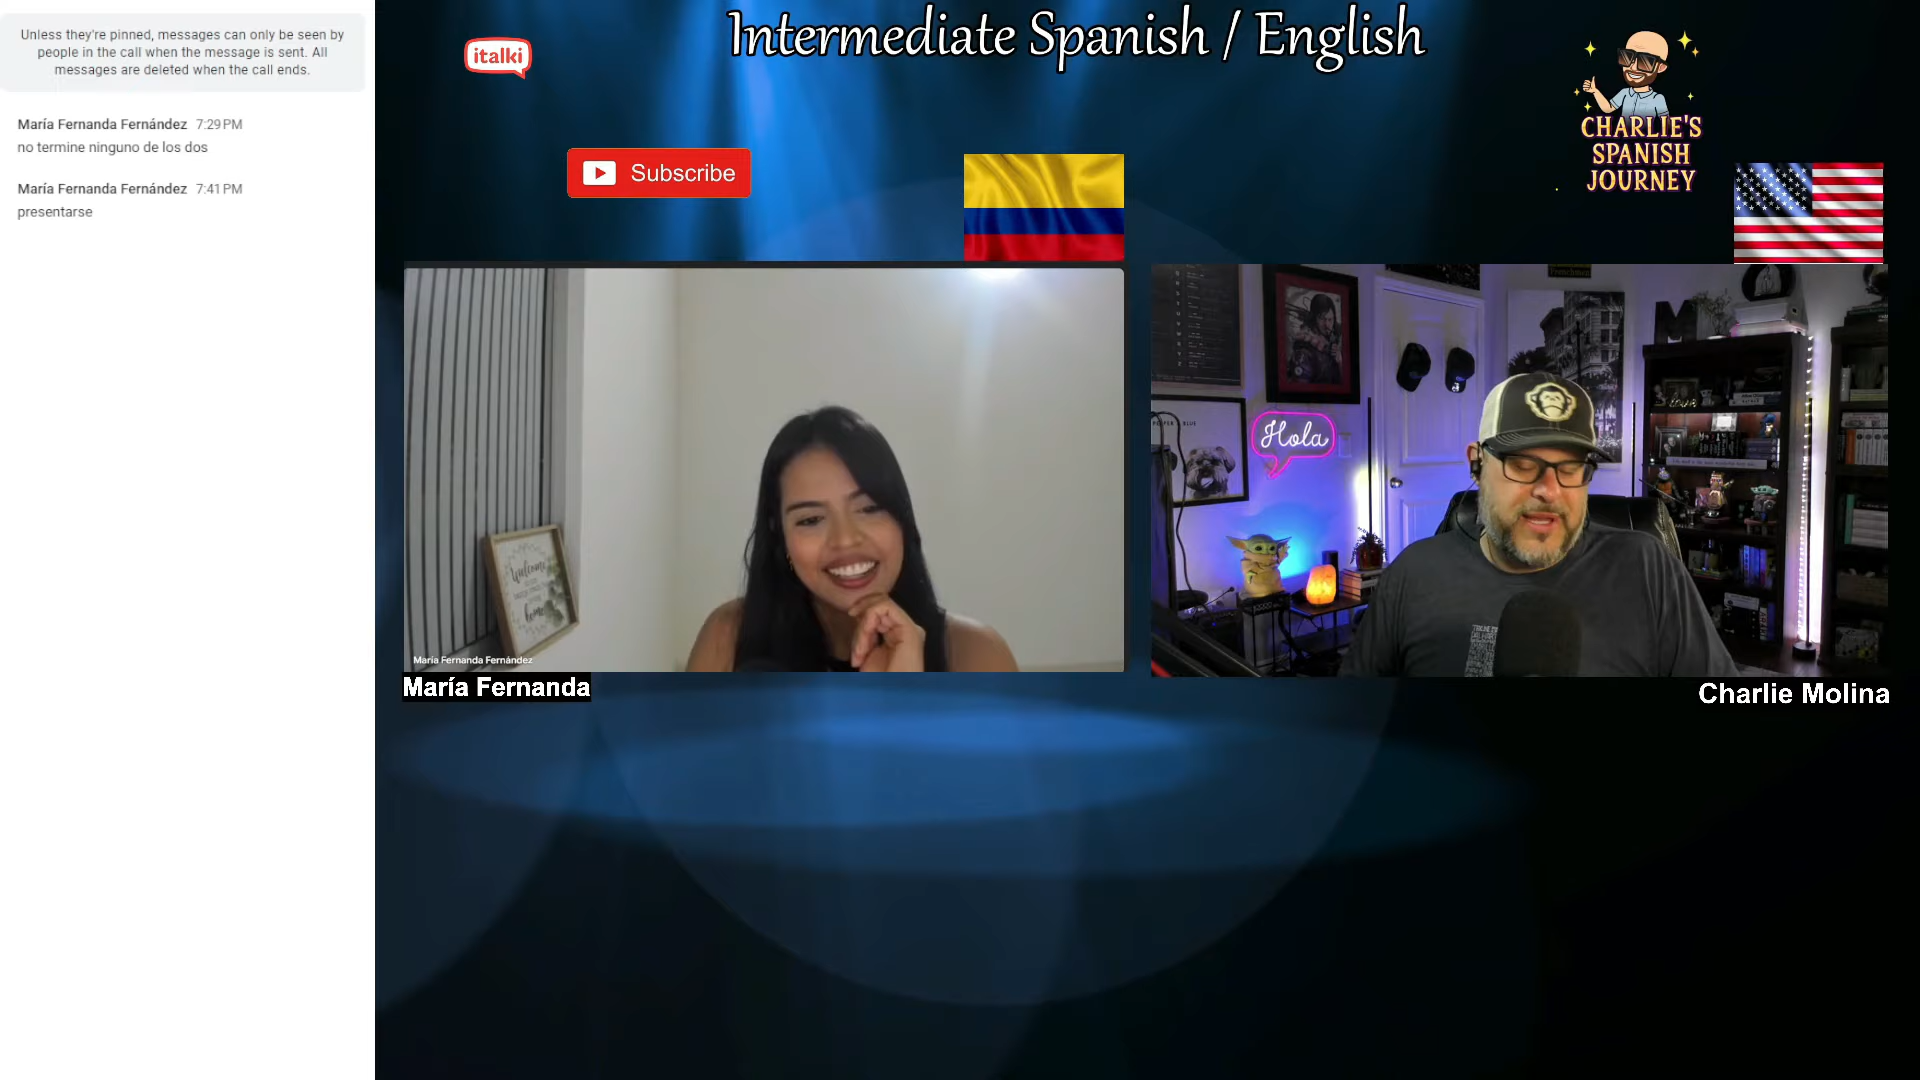 Unless they're pinned, messages can only be seen by
people in the call when the message is sent. All
messages are deleted when the call ends.
María Fernanda Fernández 7:29 PM
no termine ninguno de los dos
María Fernanda Fernández 7:41 PM
presentarse
italki
Intermediate Spanish / English
Subscribe
CHARLIE'S
SPANISH
JOURNEY
Hola
Welcome
home
María Fernanda Fernández
María Fernanda
Charlie Molina